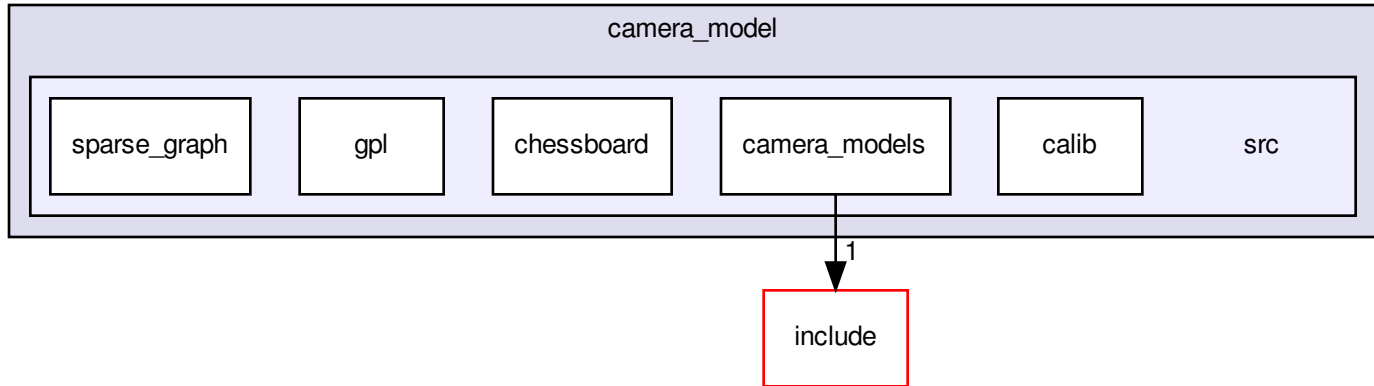 camera_model
sparse_graph
gpl
chessboard
camera_models
calib
src
1
include